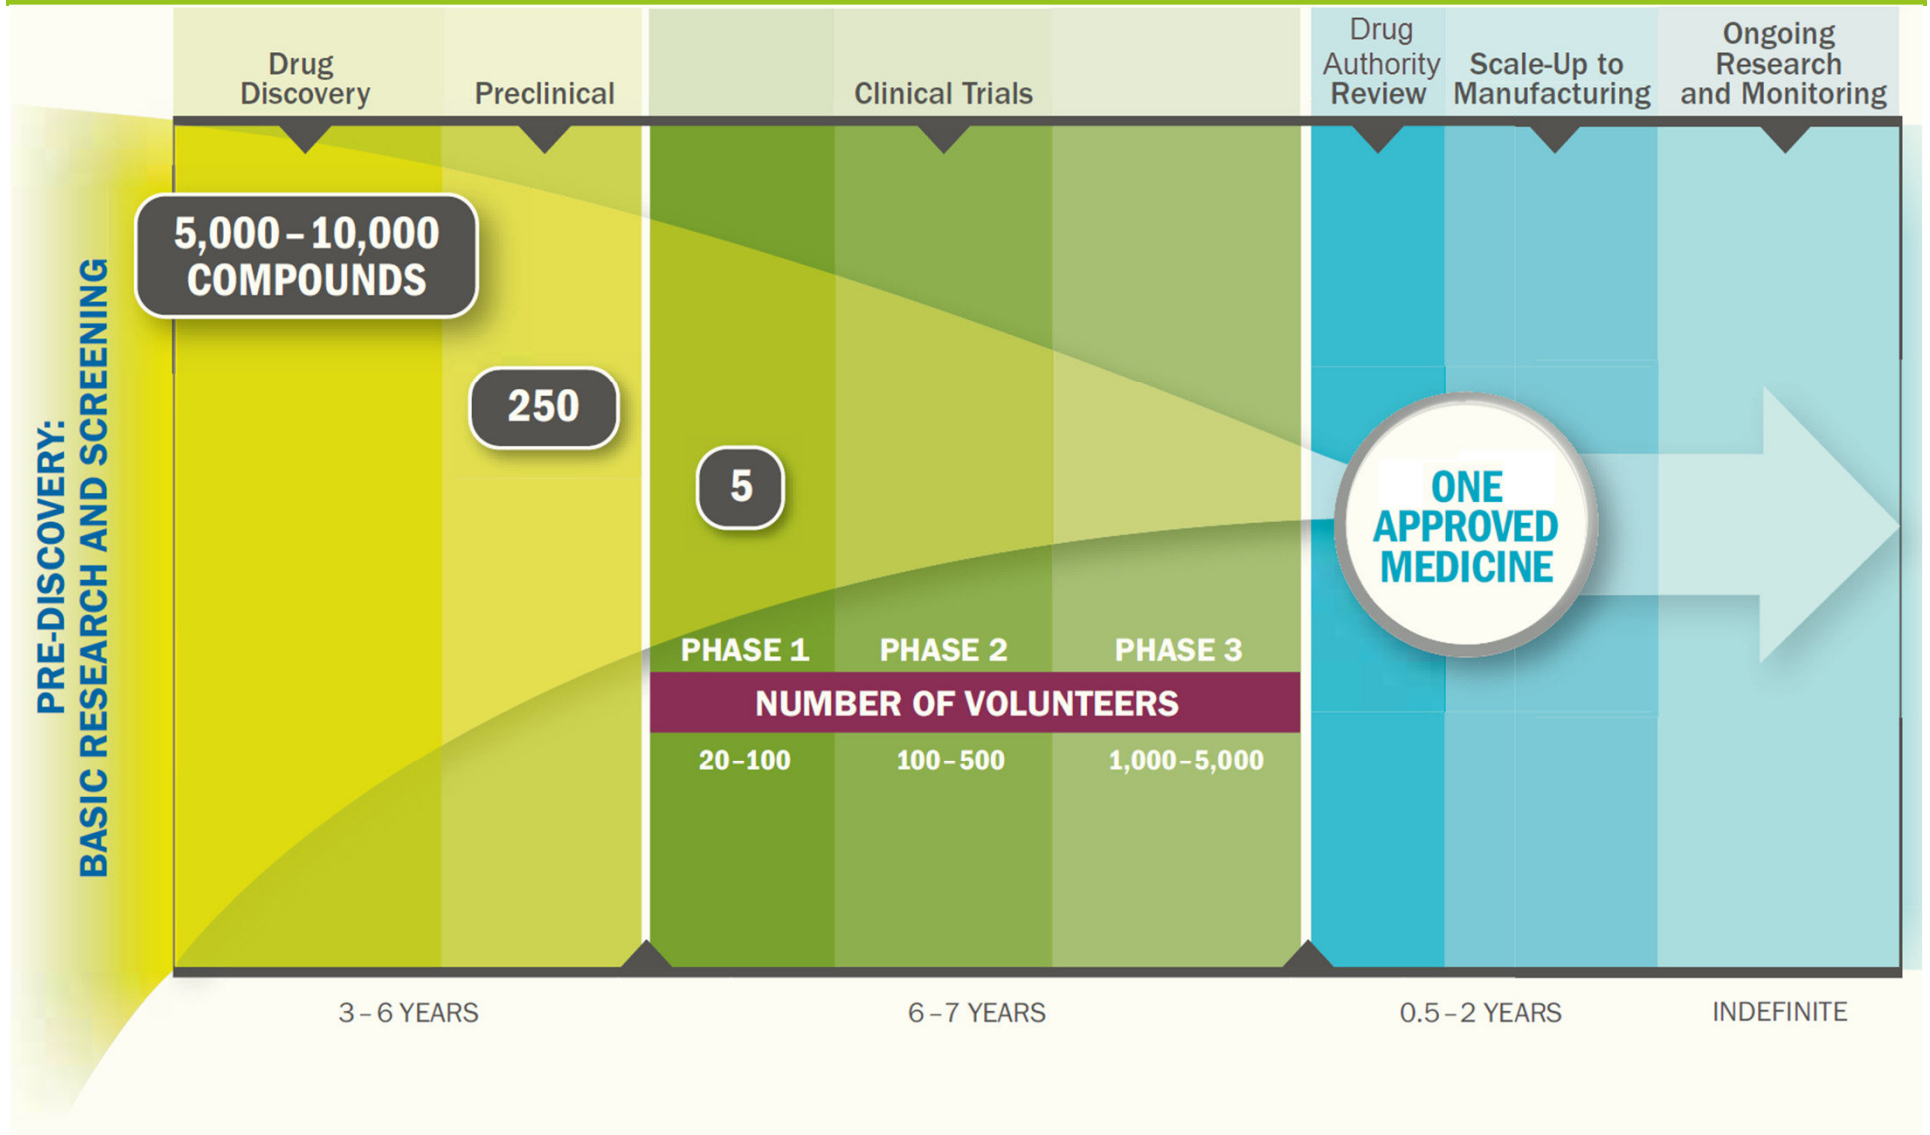 Drug
Discovery
Preclinical
Clinical Trials
Drug
Authority
Review
Scale-Up to
Manufacturing
Ongoing
Research
and Monitoring
PRE-DISCOVERY:
BASIC RESEARCH AND SCREENING
5,000–10,000
COMPOUNDS
250
5
ONE
APPROVED
MEDICINE
PHASE 1 PHASE 2 PHASE 3
NUMBER OF VOLUNTEERS
20–100 100–500 1,000–5,000
3–6 YEARS 6–7 YEARS 0.5–2 YEARS INDEFINITE